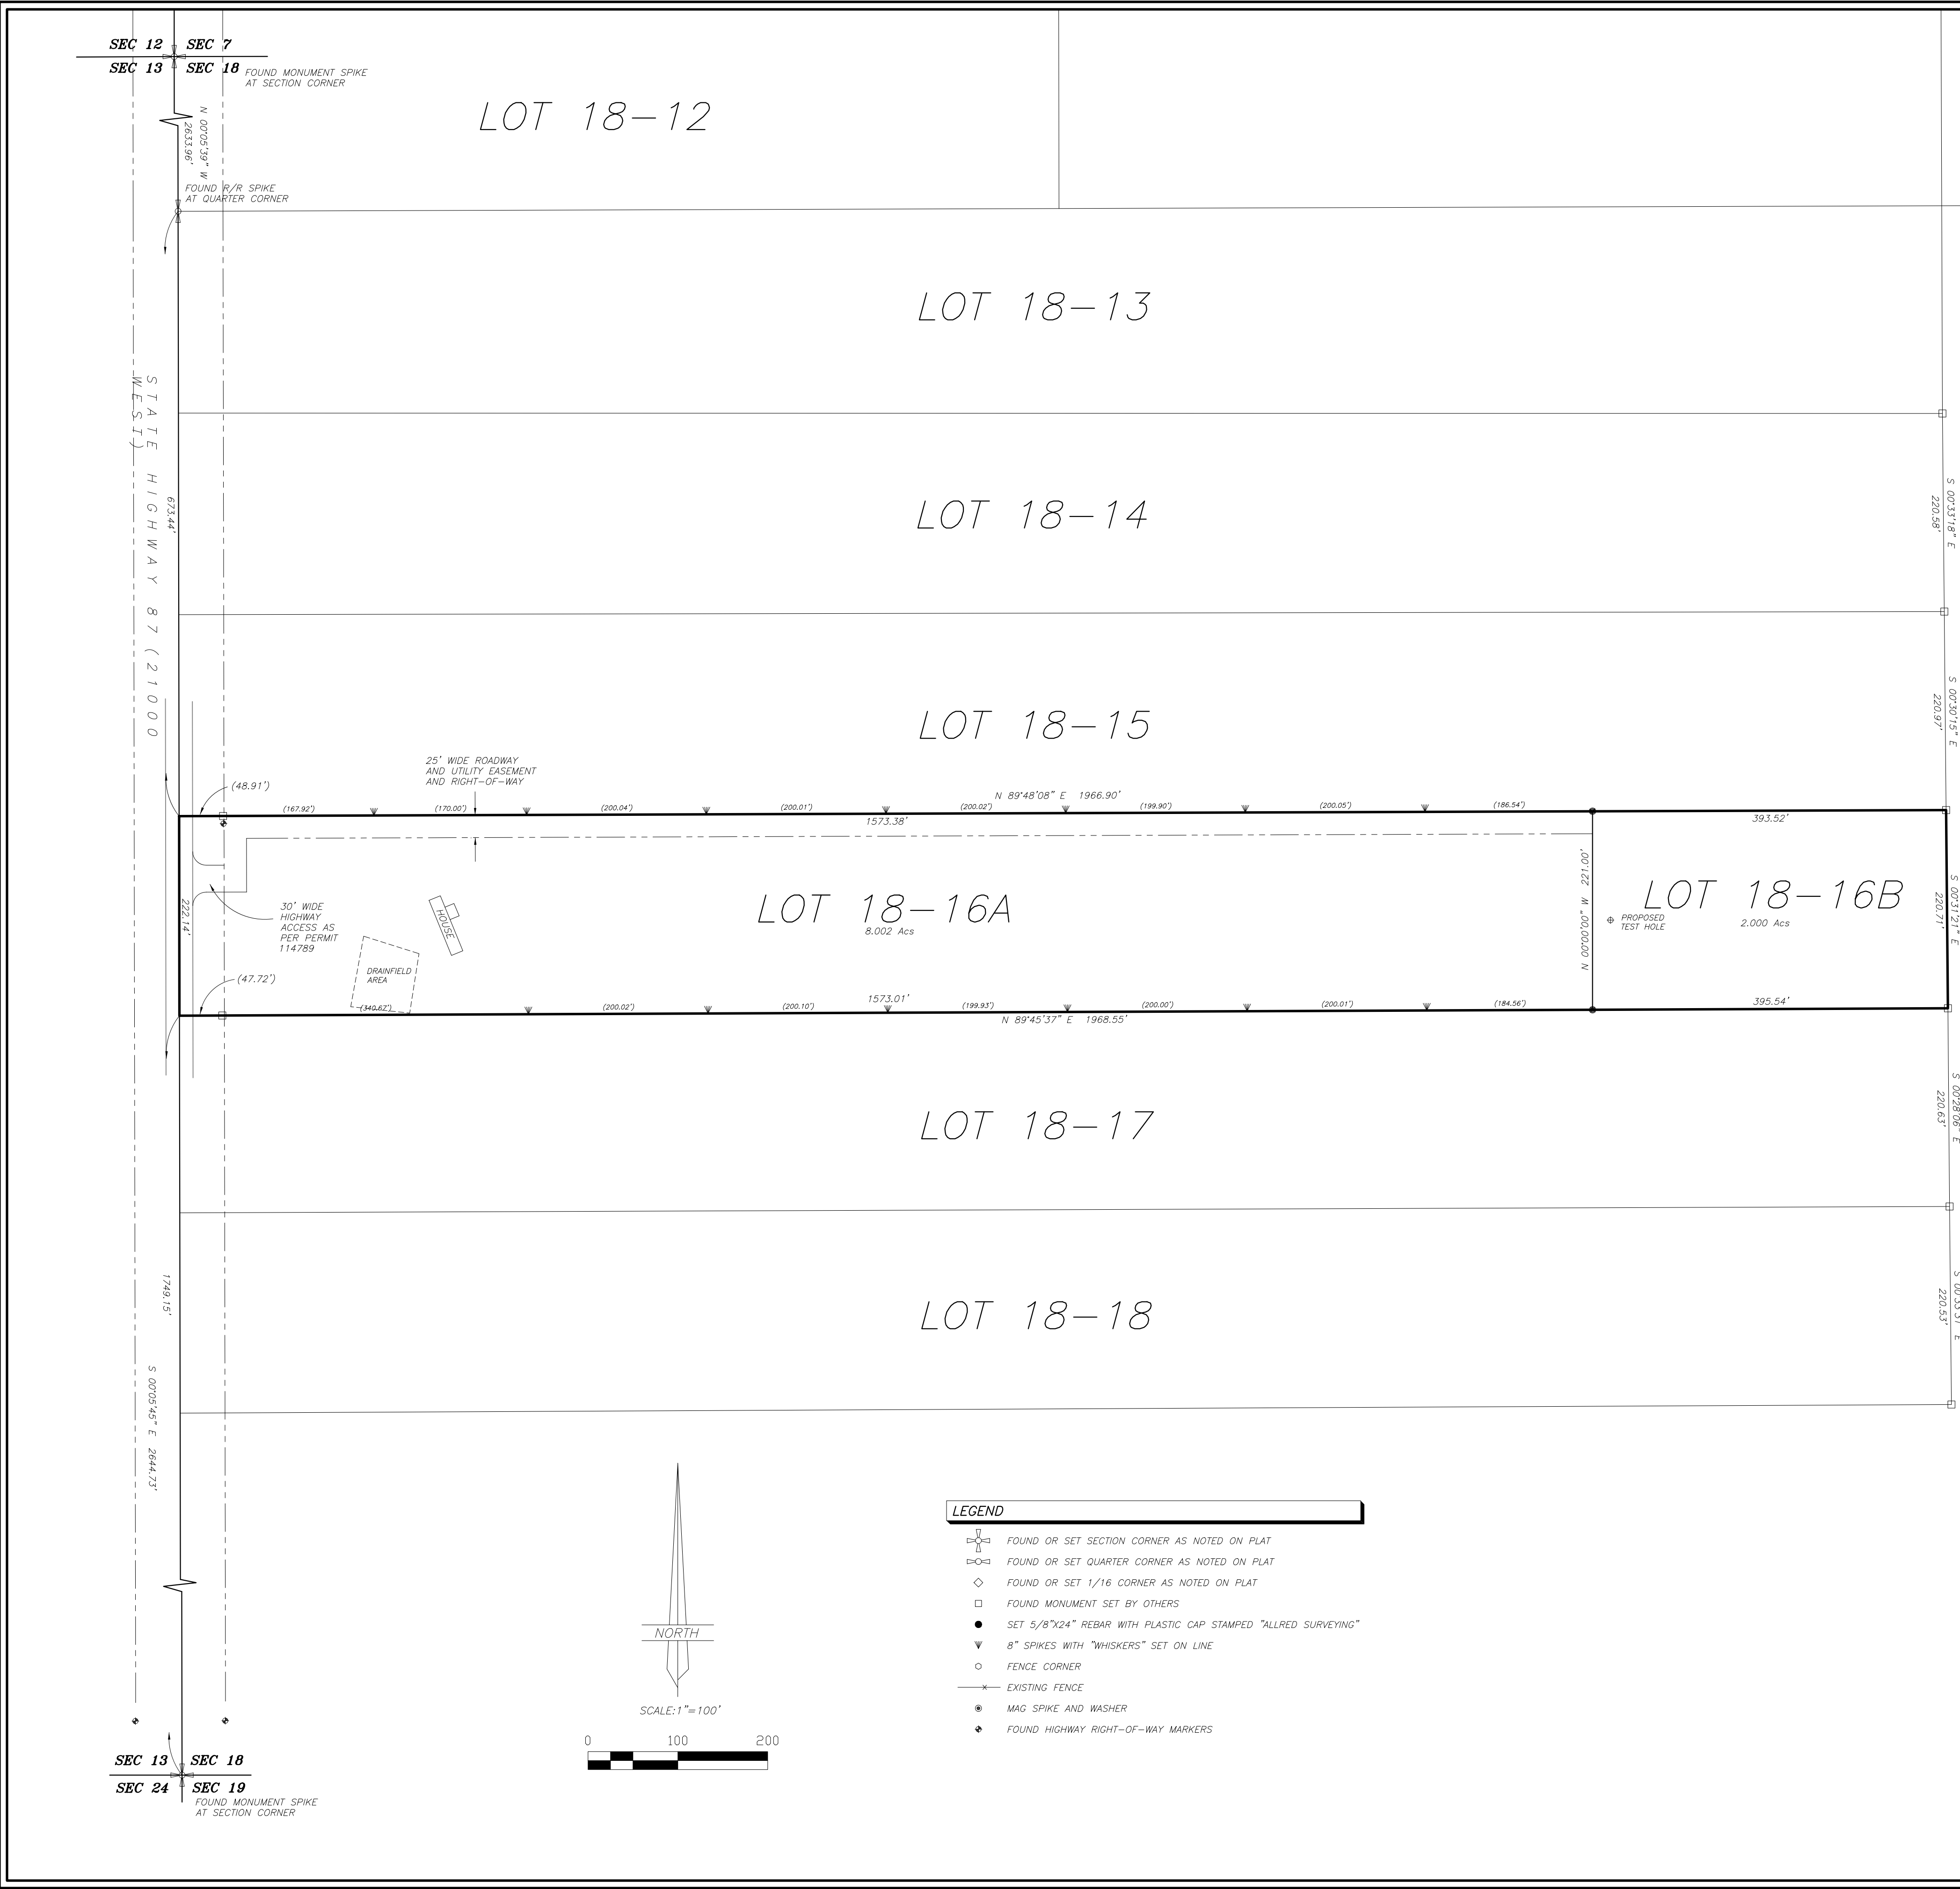 SEC 12 SEC 7
SEC 13 SEC 18
FOUND MONUMENT SPIKE
AT SECTION CORNER
N 00°05'39" W
2633.96'
LOT 18-12
FOUND R/R SPIKE
AT QUARTER CORNER
LOT 18-13
STATE HIGHWAY 87 (21000
WEST)
673.44'
LOT 18-14
S 00°33'18" E
220.58'
LOT 18-15
S 00°30'15" E
220.97'
25' WIDE ROADWAY
AND UTILITY EASEMENT
AND RIGHT-OF-WAY
(48.91')
N 89°48'08" E 1966.90'
(167.92') (170.00') (200.04') (200.01') (200.02') (199.90') (200.05') (186.54')
1573.38'
393.52'
222.14'
30' WIDE
HIGHWAY
ACCESS AS
PER PERMIT
114789
HOUSE
LOT 18-16A
8.002 Acs
N 00°00'00" W 221.00'
LOT 18-16B
2.000 Acs
PROPOSED
TEST HOLE
S 00°31'21" E
220.71'
(47.72')
DRAINFIELD
AREA
(340.67') (200.02') (200.10') (199.93') (200.00') (200.01') (184.56')
1573.01'
395.54'
N 89°45'37" E 1968.55'
LOT 18-17
S 00°28'06" E
220.63'
1749.15'
LOT 18-18
S 00°33'31" E
220.53'
S 00°05'45" E 2644.73'
NORTH
SCALE:1"=100'
0 100 200
LEGEND
FOUND OR SET SECTION CORNER AS NOTED ON PLAT
FOUND OR SET QUARTER CORNER AS NOTED ON PLAT
FOUND OR SET 1/16 CORNER AS NOTED ON PLAT
FOUND MONUMENT SET BY OTHERS
SET 5/8"X24" REBAR WITH PLASTIC CAP STAMPED "ALLRED SURVEYING"
8" SPIKES WITH "WHISKERS" SET ON LINE
FENCE CORNER
EXISTING FENCE
MAG SPIKE AND WASHER
FOUND HIGHWAY RIGHT-OF-WAY MARKERS
SEC 13 SEC 18
SEC 24 SEC 19
FOUND MONUMENT SPIKE
AT SECTION CORNER